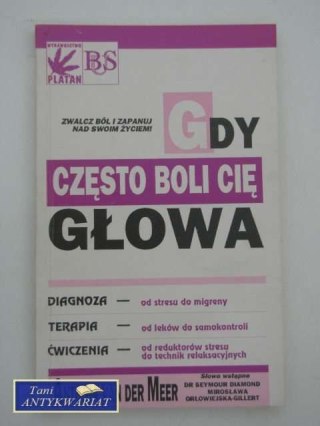 WYDAWNICTWO
PLATAN
B&S
ZWALCZ BÓL I ZAPANUJ
NAD SWOIM ŻYCIEM!
GDY
CZĘSTO BOLI CIĘ
GŁOWA
DIAGNOZA — od stresu do migreny
TERAPIA — od leków do samokontroli
ĆWICZENIA — od reduktorów stresu
do technik relaksacyjnych
DER MEER
Słowo wstępne
DR SEYMOUR DIAMOND
MIROSŁAWA
ORŁOWIEJSKA-GILLERT
Tani
ANTYKWARIAT